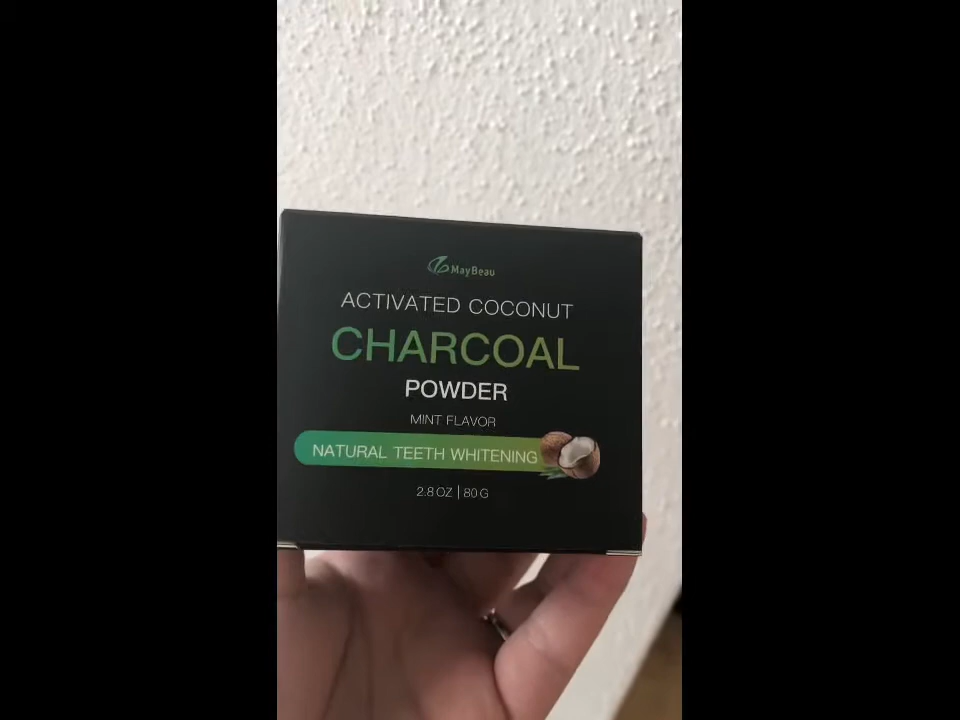 MayBeau
ACTIVATED COCONUT
CHARCOAL
POWDER
MINT FLAVOR
NATURAL TEETH WHITENING
2.8 OZ | 80 G